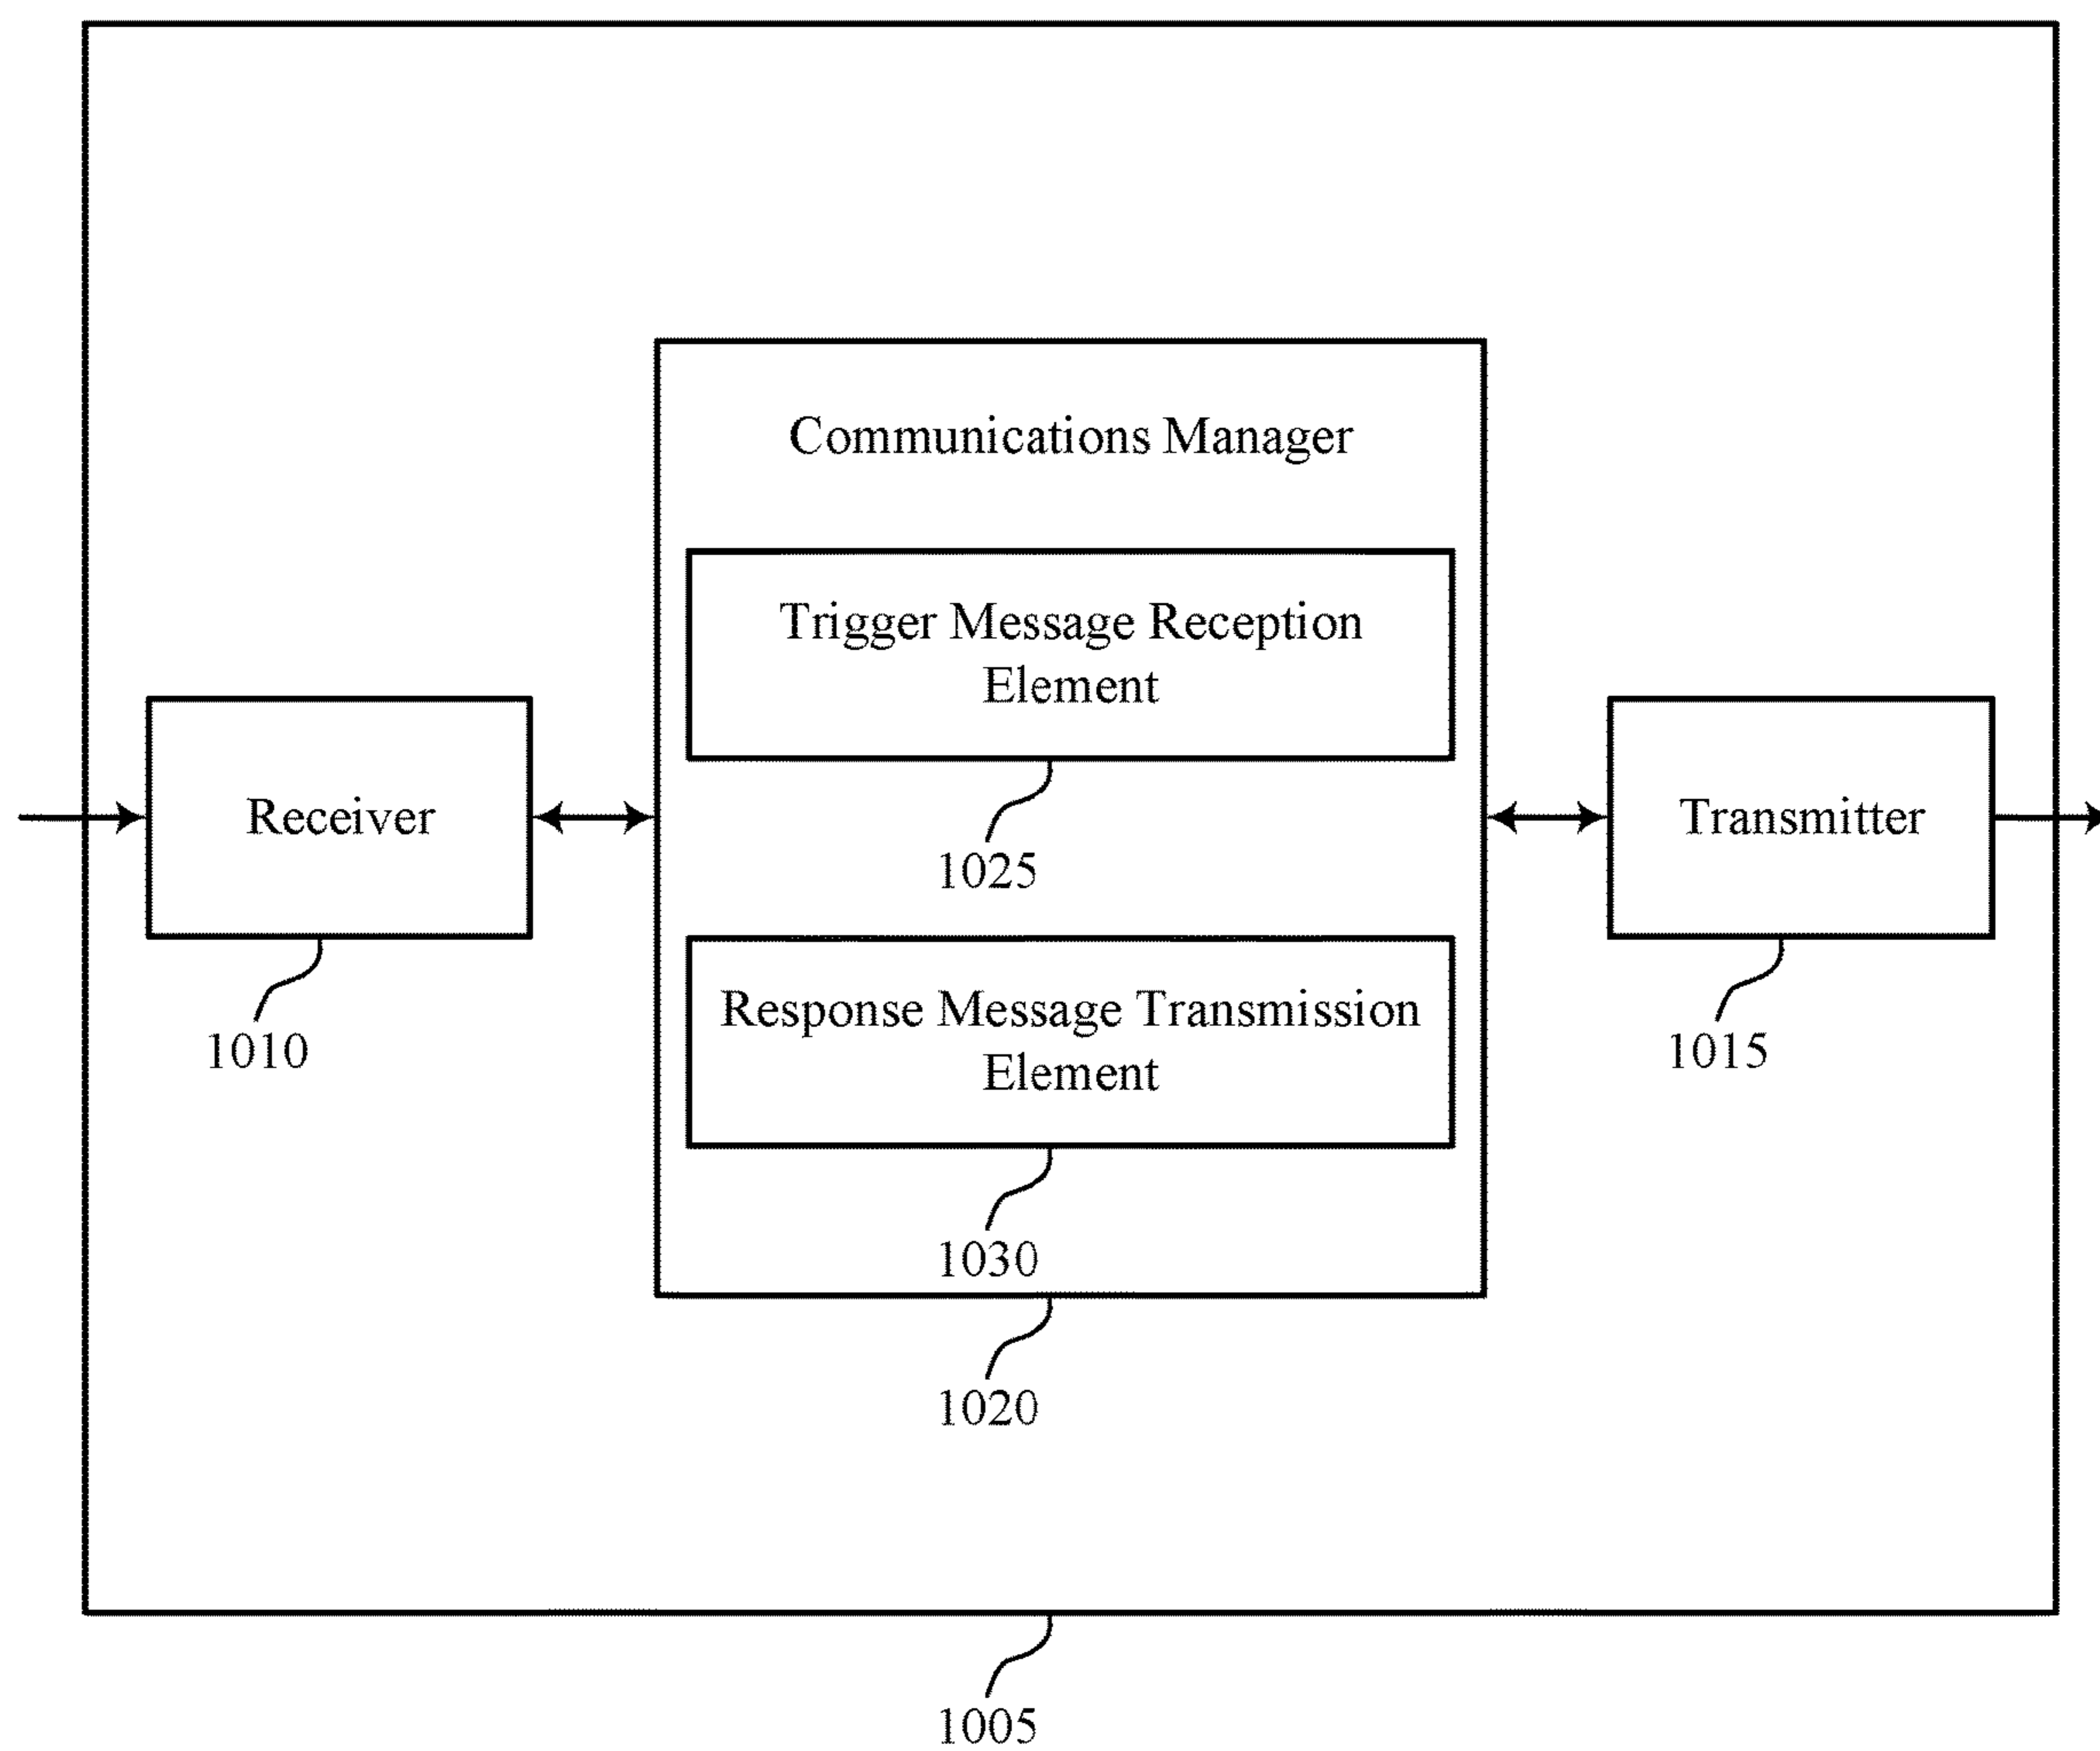 Communications Manager
Trigger Message Reception
Element
1025
Receiver
1010
Response Message Transmission
Element
1030
1020
Transmitter
1015
1005